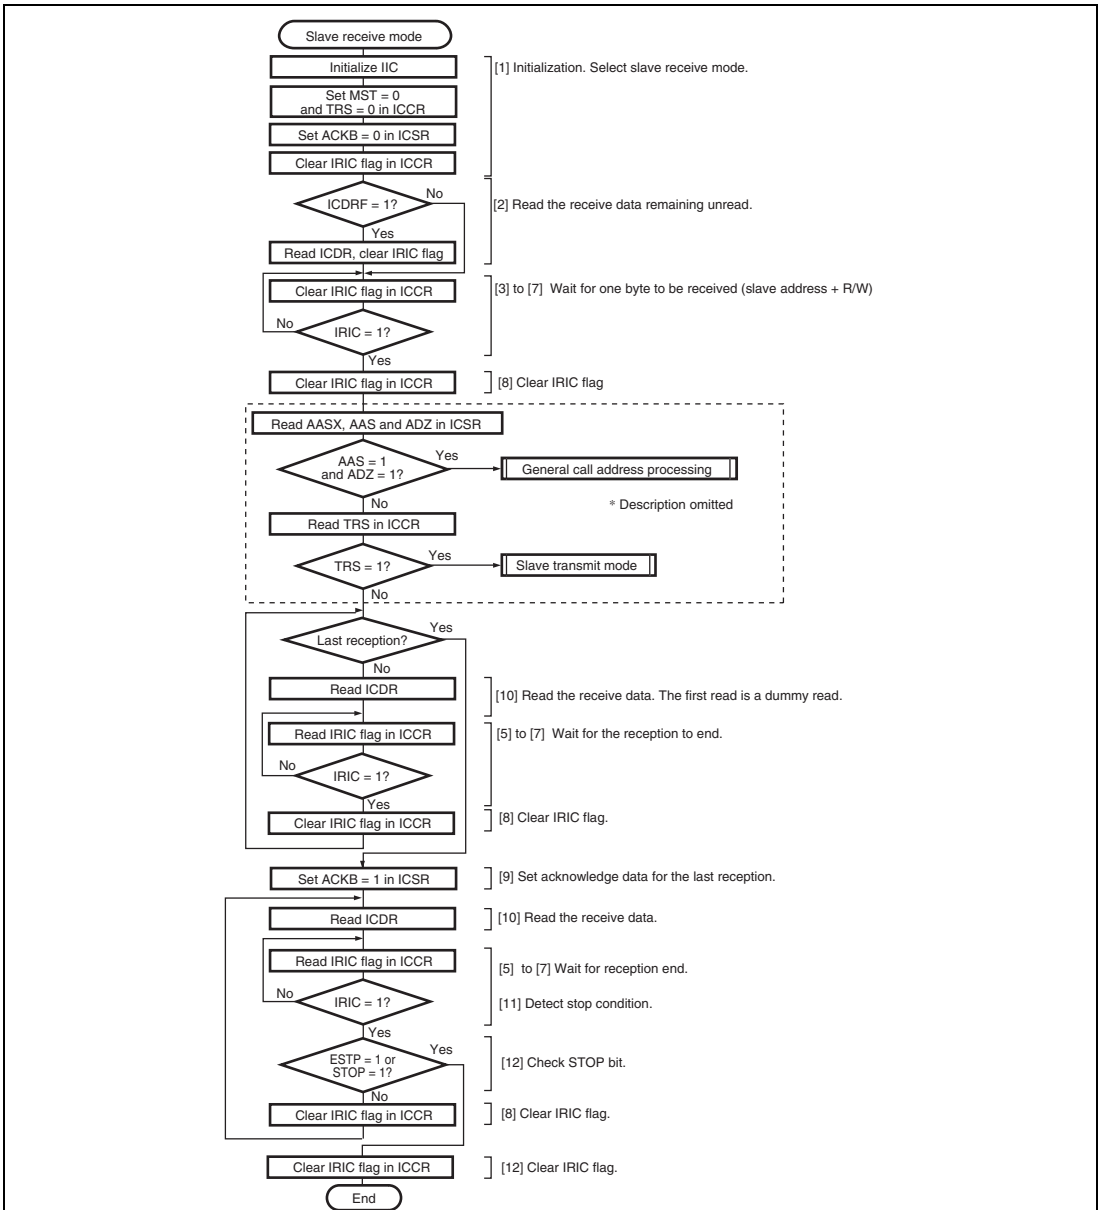 Slave receive mode
Initialize IIC
[1] Initialization. Select slave receive mode.
Set MST = 0
and TRS = 0 in ICCR
Set ACKB = 0 in ICSR
Clear IRIC flag in ICCR
No
ICDRF = 1?
[2] Read the receive data remaining unread.
Yes
Read ICDR, clear IRIC flag
Clear IRIC flag in ICCR
[3] to [7] Wait for one byte to be received (slave address + R/W)
No
IRIC = 1?
Yes
Clear IRIC flag in ICCR
[8] Clear IRIC flag
Read AASX, AAS and ADZ in ICSR
AAS = 1
and ADZ = 1?
Yes
General call address processing
No
* Description omitted
Read TRS in ICCR
TRS = 1?
Yes
Slave transmit mode
No
Last reception?
Yes
No
Read ICDR
[10] Read the receive data. The first read is a dummy read.
Read IRIC flag in ICCR
[5] to [7] Wait for the reception to end.
No
IRIC = 1?
Yes
Clear IRIC flag in ICCR
[8] Clear IRIC flag.
Set ACKB = 1 in ICSR
[9] Set acknowledge data for the last reception.
Read ICDR
[10] Read the receive data.
Read IRIC flag in ICCR
[5] to [7] Wait for reception end.
No
IRIC = 1?
[11] Detect stop condition.
Yes
ESTP = 1 or
STOP = 1?
Yes
[12] Check STOP bit.
No
Clear IRIC flag in ICCR
[8] Clear IRIC flag.
Clear IRIC flag in ICCR
[12] Clear IRIC flag.
End